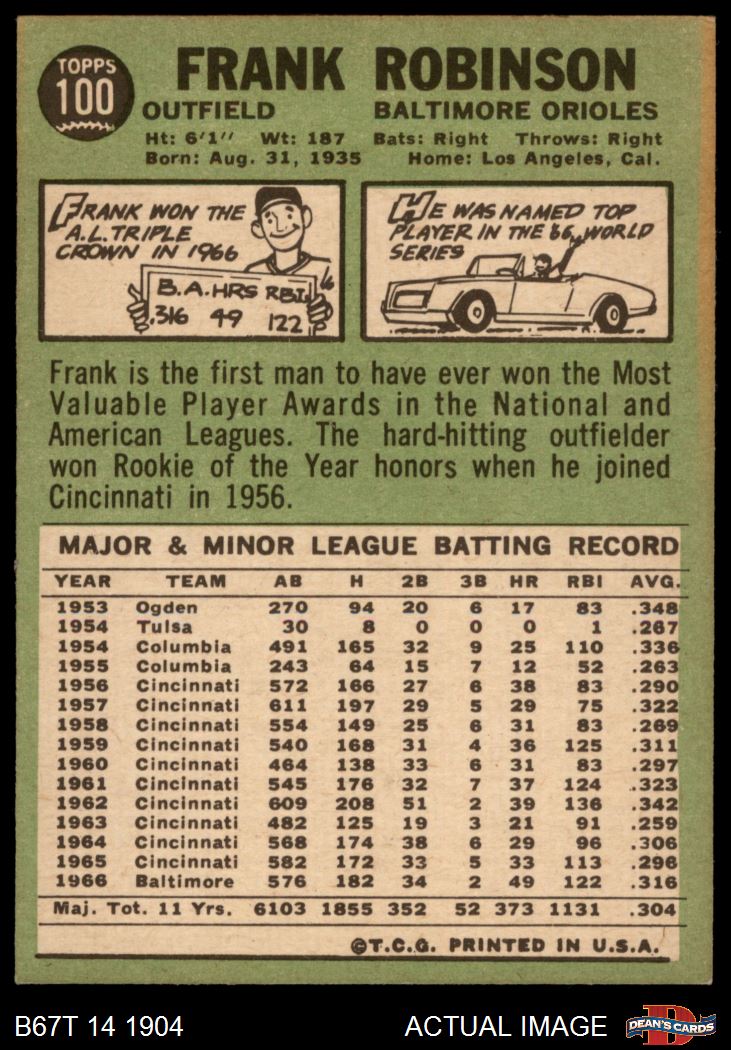 TOPPS
100
FRANK ROBINSON
OUTFIELD BALTIMORE ORIOLES
Ht: 6'1'' Wt: 187 Bats: Right Throws: Right
Born: Aug. 31, 1935 Home: Los Angeles, Cal.
FRANK WON THE
A.L. TRIPLE
CROWN IN 1966
B.A. HRS RBI's
.316 49 122
HE WAS NAMED TOP
PLAYER IN THE '66 WORLD
SERIES
Frank is the first man to have ever won the Most
Valuable Player Awards in the National and
American Leagues. The hard-hitting outfielder
won Rookie of the Year honors when he joined
Cincinnati in 1956.
MAJOR & MINOR LEAGUE BATTING RECORD
YEAR TEAM AB H 2B 3B HR RBI AVG.
1953 Ogden 270 94 20 6 17 83 .348
1954 Tulsa 30 8 0 0 0 1 .267
1954 Columbia 491 165 32 9 25 110 .336
1955 Columbia 243 64 15 7 12 52 .263
1956 Cincinnati 572 166 27 6 38 83 .290
1957 Cincinnati 611 197 29 5 29 75 .322
1958 Cincinnati 554 149 25 6 31 83 .269
1959 Cincinnati 540 168 31 4 36 125 .311
1960 Cincinnati 464 138 33 6 31 83 .297
1961 Cincinnati 545 176 32 7 37 124 .323
1962 Cincinnati 609 208 51 2 39 136 .342
1963 Cincinnati 482 125 19 3 21 91 .259
1964 Cincinnati 568 174 38 6 29 96 .306
1965 Cincinnati 582 172 33 5 33 113 .296
1966 Baltimore 576 182 34 2 49 122 .316
Maj. Tot. 11 Yrs. 6103 1855 352 52 373 1131 .304
©T.C.G. PRINTED IN U.S.A.
B67T 14 1904 ACTUAL IMAGE
D
DEAN'S CARDS